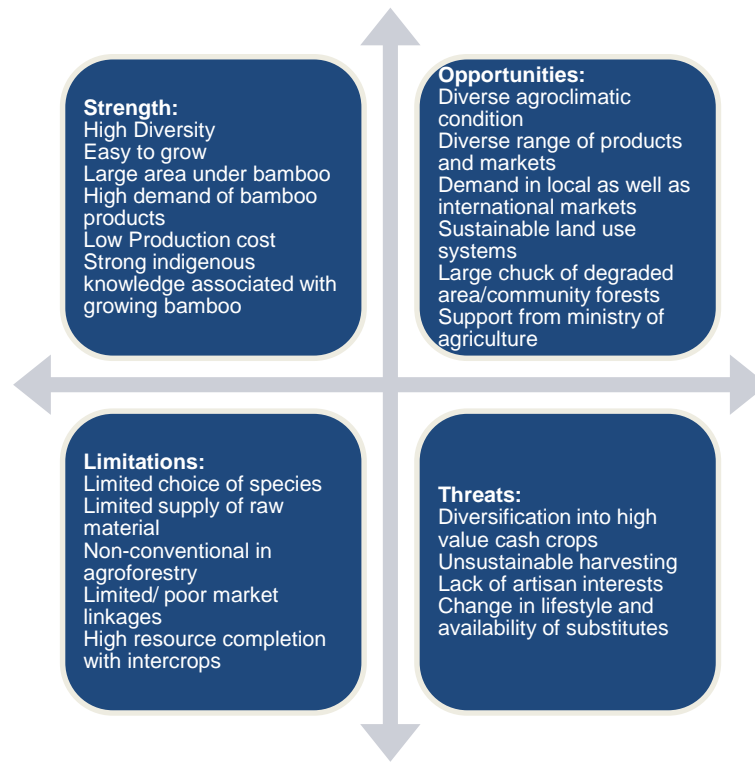 Strength:
High Diversity
Easy to grow
Large area under bamboo
High demand of bamboo
products
Low Production cost
Strong indigenous
knowledge associated with
growing bamboo
Opportunities:
Diverse agroclimatic
condition
Diverse range of products
and markets
Demand in local as well as
international markets
Sustainable land use
systems
Large chuck of degraded
area/community forests
Support from ministry of
agriculture
Limitations:
Limited choice of species
Limited supply of raw
material
Non-conventional in
agroforestry
Limited/ poor market
linkages
High resource completion
with intercrops
Threats:
Diversification into high
value cash crops
Unsustainable harvesting
Lack of artisan interests
Change in lifestyle and
availability of substitutes